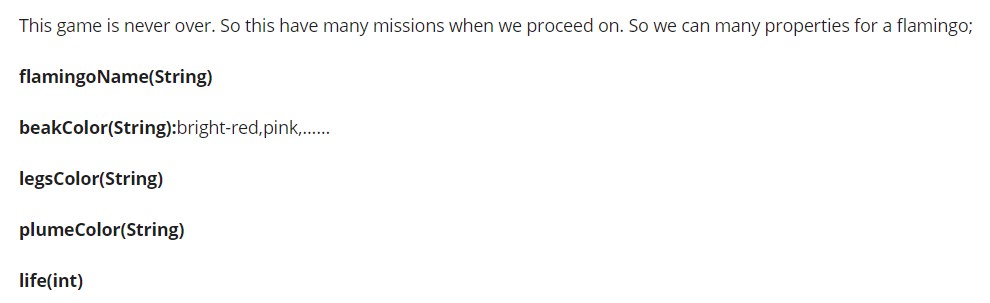 This game is never over. So this have many missions when we proceed on. So we can many properties for a flamingo;
flamingoName(String)
beakColor(String):bright-red,pink,......
legsColor(String)
plumeColor(String)
life(int)